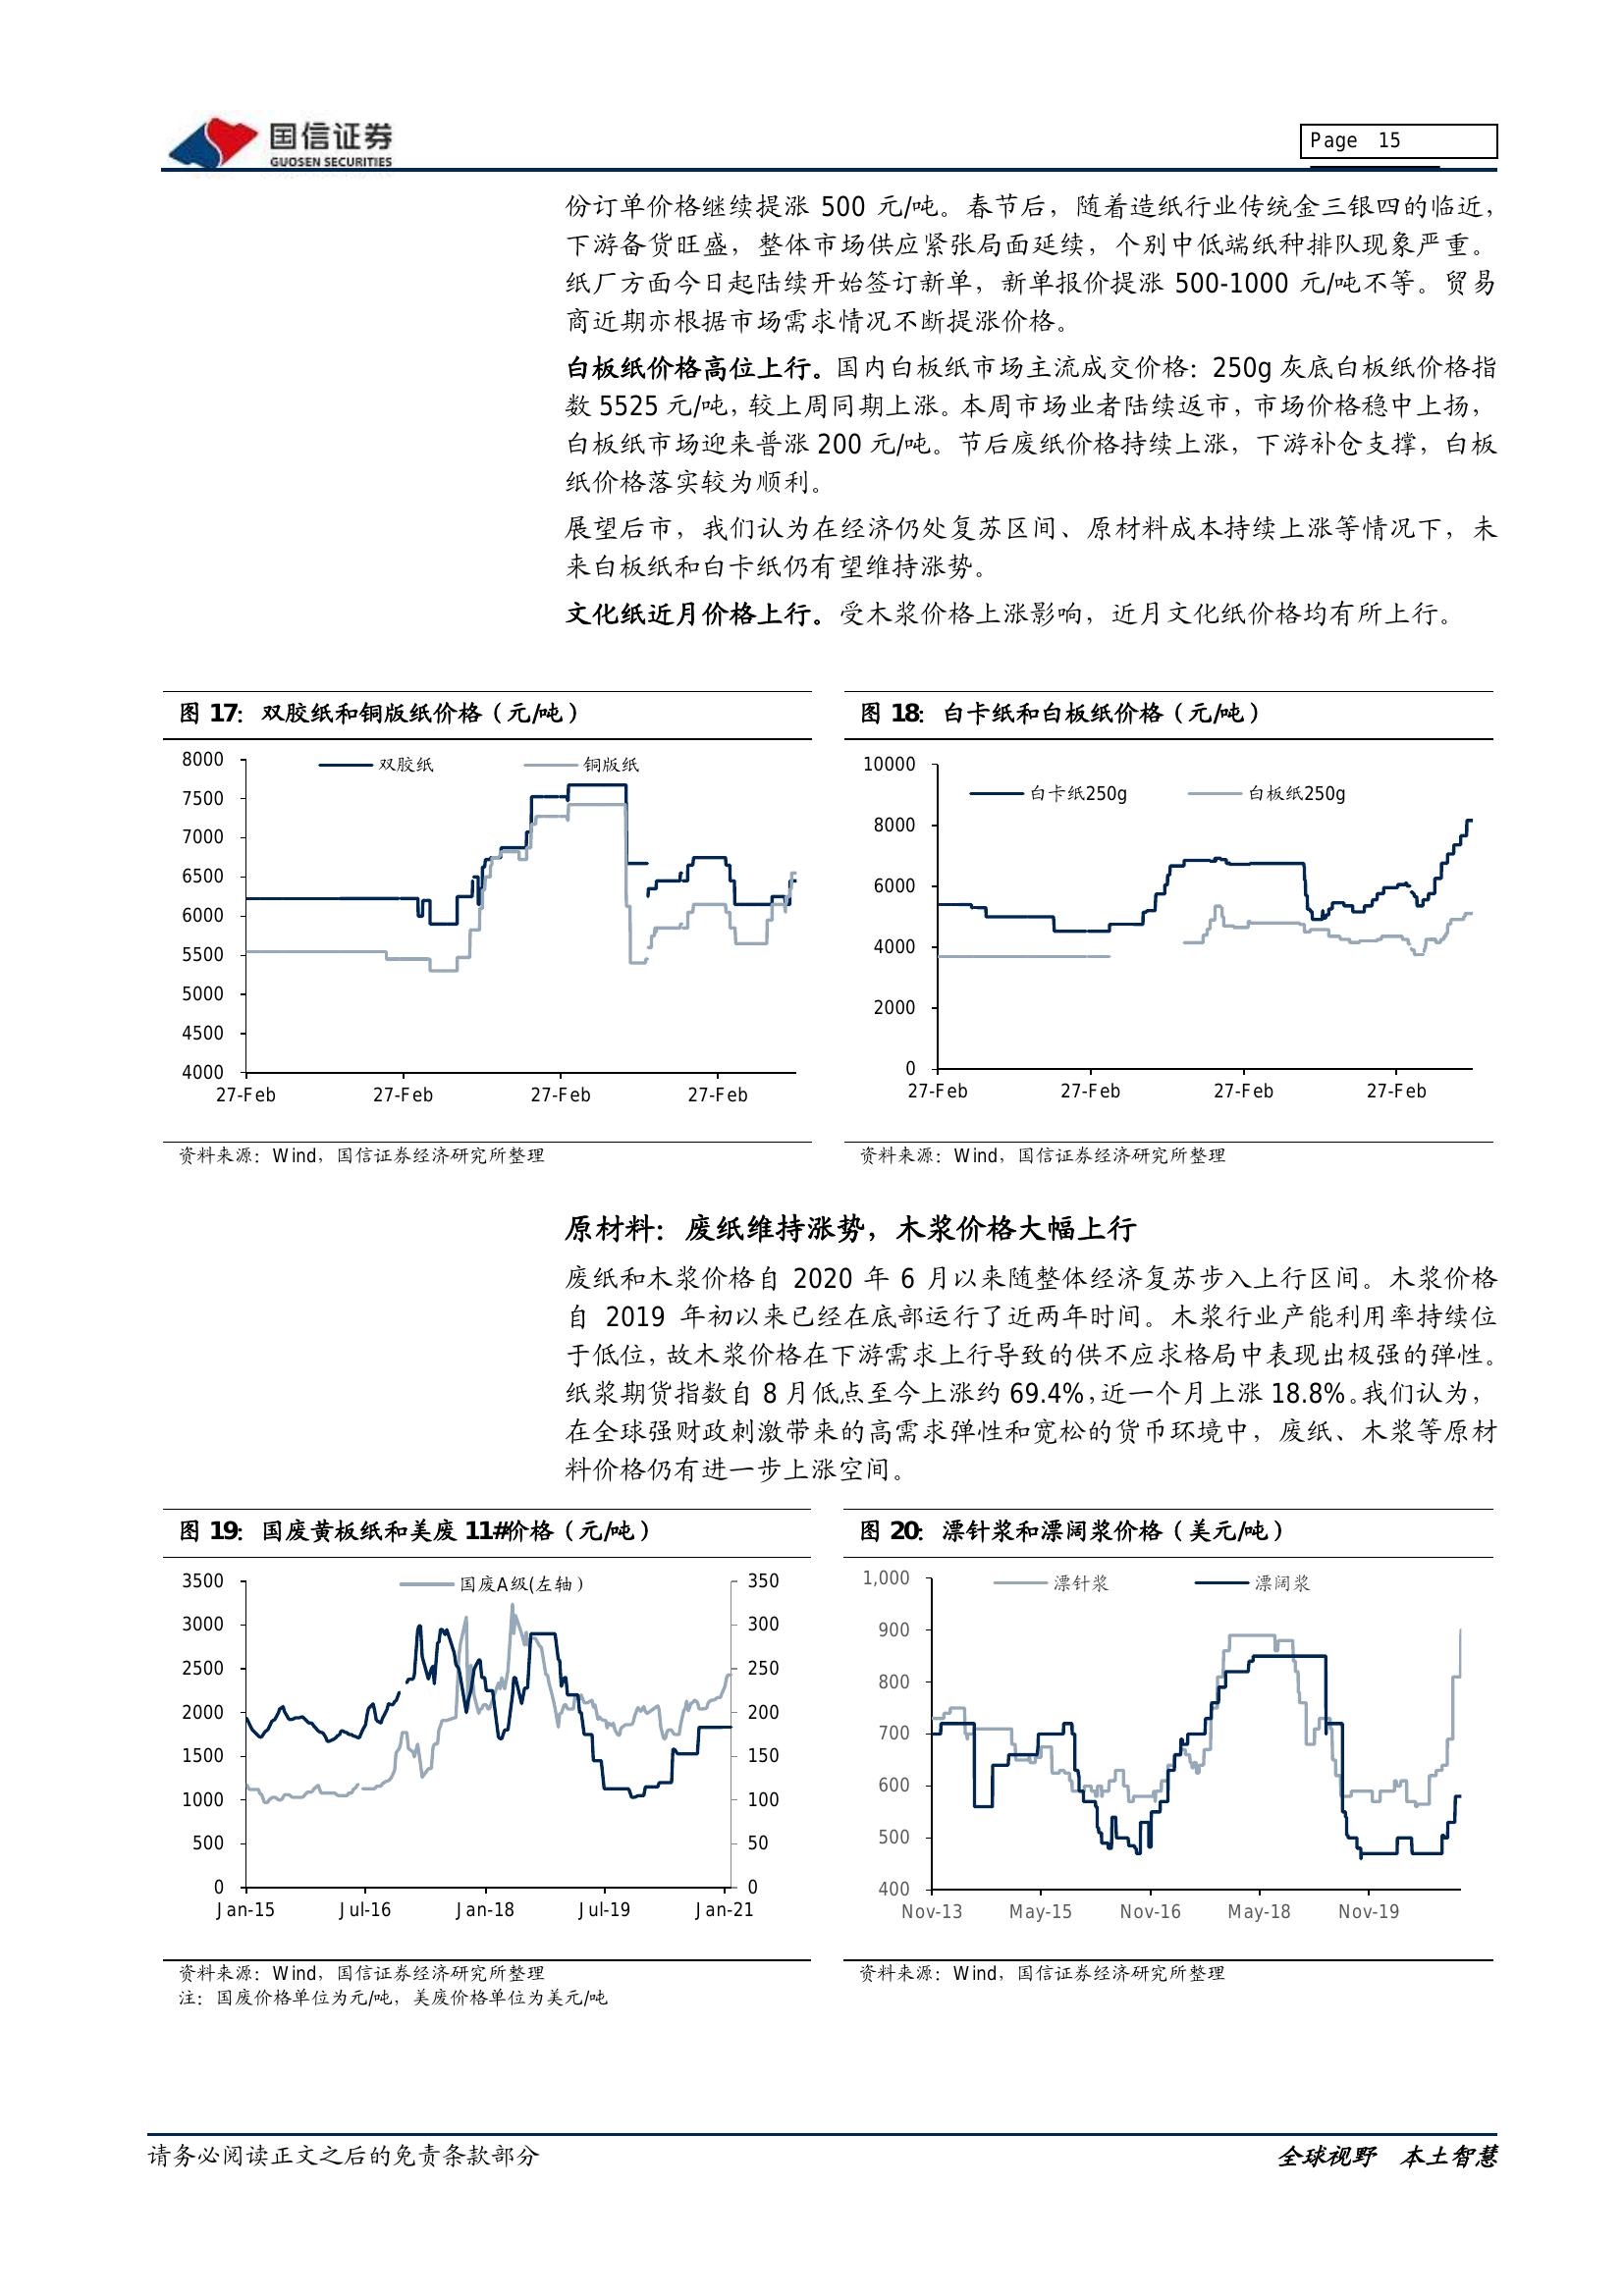 国信证券
GUOSEN SECURITIES
Page 15
份订单价格继续提涨 500 元/吨。春节后，随着造纸行业传统金三银四的临近，
下游备货旺盛，整体市场供应紧张局面延续，个别中低端纸种排队现象严重。
纸厂方面今日起陆续开始签订新单，新单报价提涨 500-1000 元/吨不等。贸易
商近期亦根据市场需求情况不断提涨价格。
白板纸价格高位上行。国内白板纸市场主流成交价格：250g 灰底白板纸价格指
数 5525 元/吨，较上周同期上涨。本周市场业者陆续返市，市场价格稳中上扬，
白板纸市场迎来普涨 200 元/吨。节后废纸价格持续上涨，下游补仓支撑，白板
纸价格落实较为顺利。
展望后市，我们认为在经济仍处复苏区间、原材料成本持续上涨等情况下，未
来白板纸和白卡纸仍有望维持涨势。
文化纸近月价格上行。受木浆价格上涨影响，近月文化纸价格均有所上行。
图 17：双胶纸和铜版纸价格（元/吨）
双胶纸 铜版纸
8000
7500
7000
6500
6000
5500
5000
4500
4000
27-Feb 27-Feb 27-Feb 27-Feb
资料来源：Wind，国信证券经济研究所整理
图 18：白卡纸和白板纸价格（元/吨）
白卡纸250g 白板纸250g
10000
8000
6000
4000
2000
0
27-Feb 27-Feb 27-Feb 27-Feb
资料来源：Wind，国信证券经济研究所整理
原材料：废纸维持涨势，木浆价格大幅上行
废纸和木浆价格自 2020 年 6 月以来随整体经济复苏步入上行区间。木浆价格
自 2019 年初以来已经在底部运行了近两年时间。木浆行业产能利用率持续位
于低位，故木浆价格在下游需求上行导致的供不应求格局中表现出极强的弹性。
纸浆期货指数自 8 月低点至今上涨约 69.4%，近一个月上涨 18.8%。我们认为，
在全球强财政刺激带来的高需求弹性和宽松的货币环境中，废纸、木浆等原材
料价格仍有进一步上涨空间。
图 19：国废黄板纸和美废 11#价格（元/吨）
国废A级(左轴）
3500
3000
2500
2000
1500
1000
500
0
350
300
250
200
150
100
50
0
Jan-15 Jul-16 Jan-18 Jul-19 Jan-21
资料来源：Wind，国信证券经济研究所整理
注：国废价格单位为元/吨，美废价格单位为美元/吨
图 20：漂针浆和漂阔浆价格（美元/吨）
漂针浆 漂阔浆
1,000
900
800
700
600
500
400
Nov-13 May-15 Nov-16 May-18 Nov-19
资料来源：Wind，国信证券经济研究所整理
请务必阅读正文之后的免责条款部分
全球视野 本土智慧